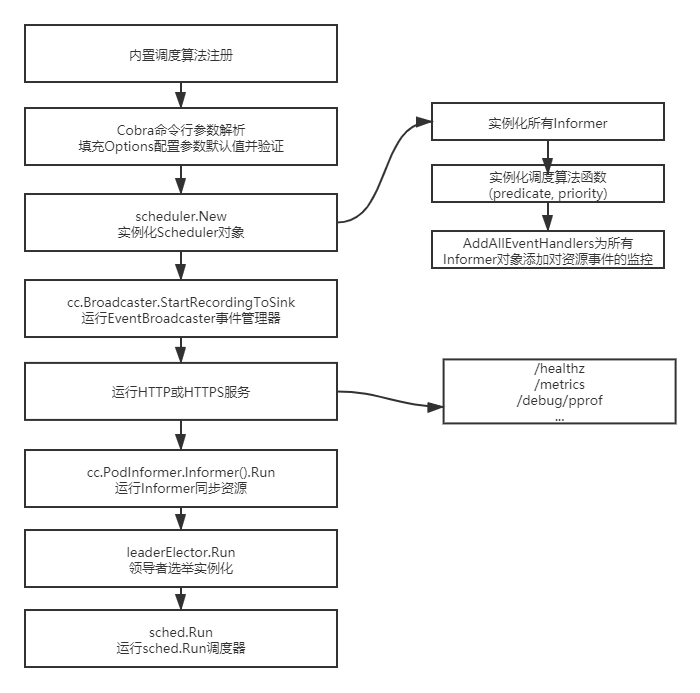 内置调度算法注册
Cobra命令行参数解析
填充Options配置参数默认值并验证
scheduler.New
实例化Scheduler对象
cc.Broadcaster.StartRecordingToSink
运行EventBroadcaster事件管理器
运行HTTP或HTTPS服务
cc.PodInformer.Informer().Run
运行Informer同步资源
leaderElector.Run
领导者选举实例化
sched.Run
运行sched.Run调度器
实例化所有Informer
实例化调度算法函数
(predicate, priority)
AddAllEventHandlers为所有
Informer对象添加对资源事件的监控
/healthz
/metrics
/debug/pprof
...